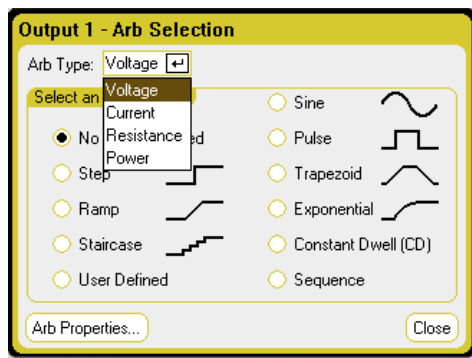 Output 1 - Arb Selection
Arb Type: Voltage
Voltage
Current
Resistance
Power
Select an
No
Step
Ramp
Staircase
User Defined
Sine
Pulse
Trapezoid
Exponential
Constant Dwell (CD)
Sequence
Arb Properties...
Close